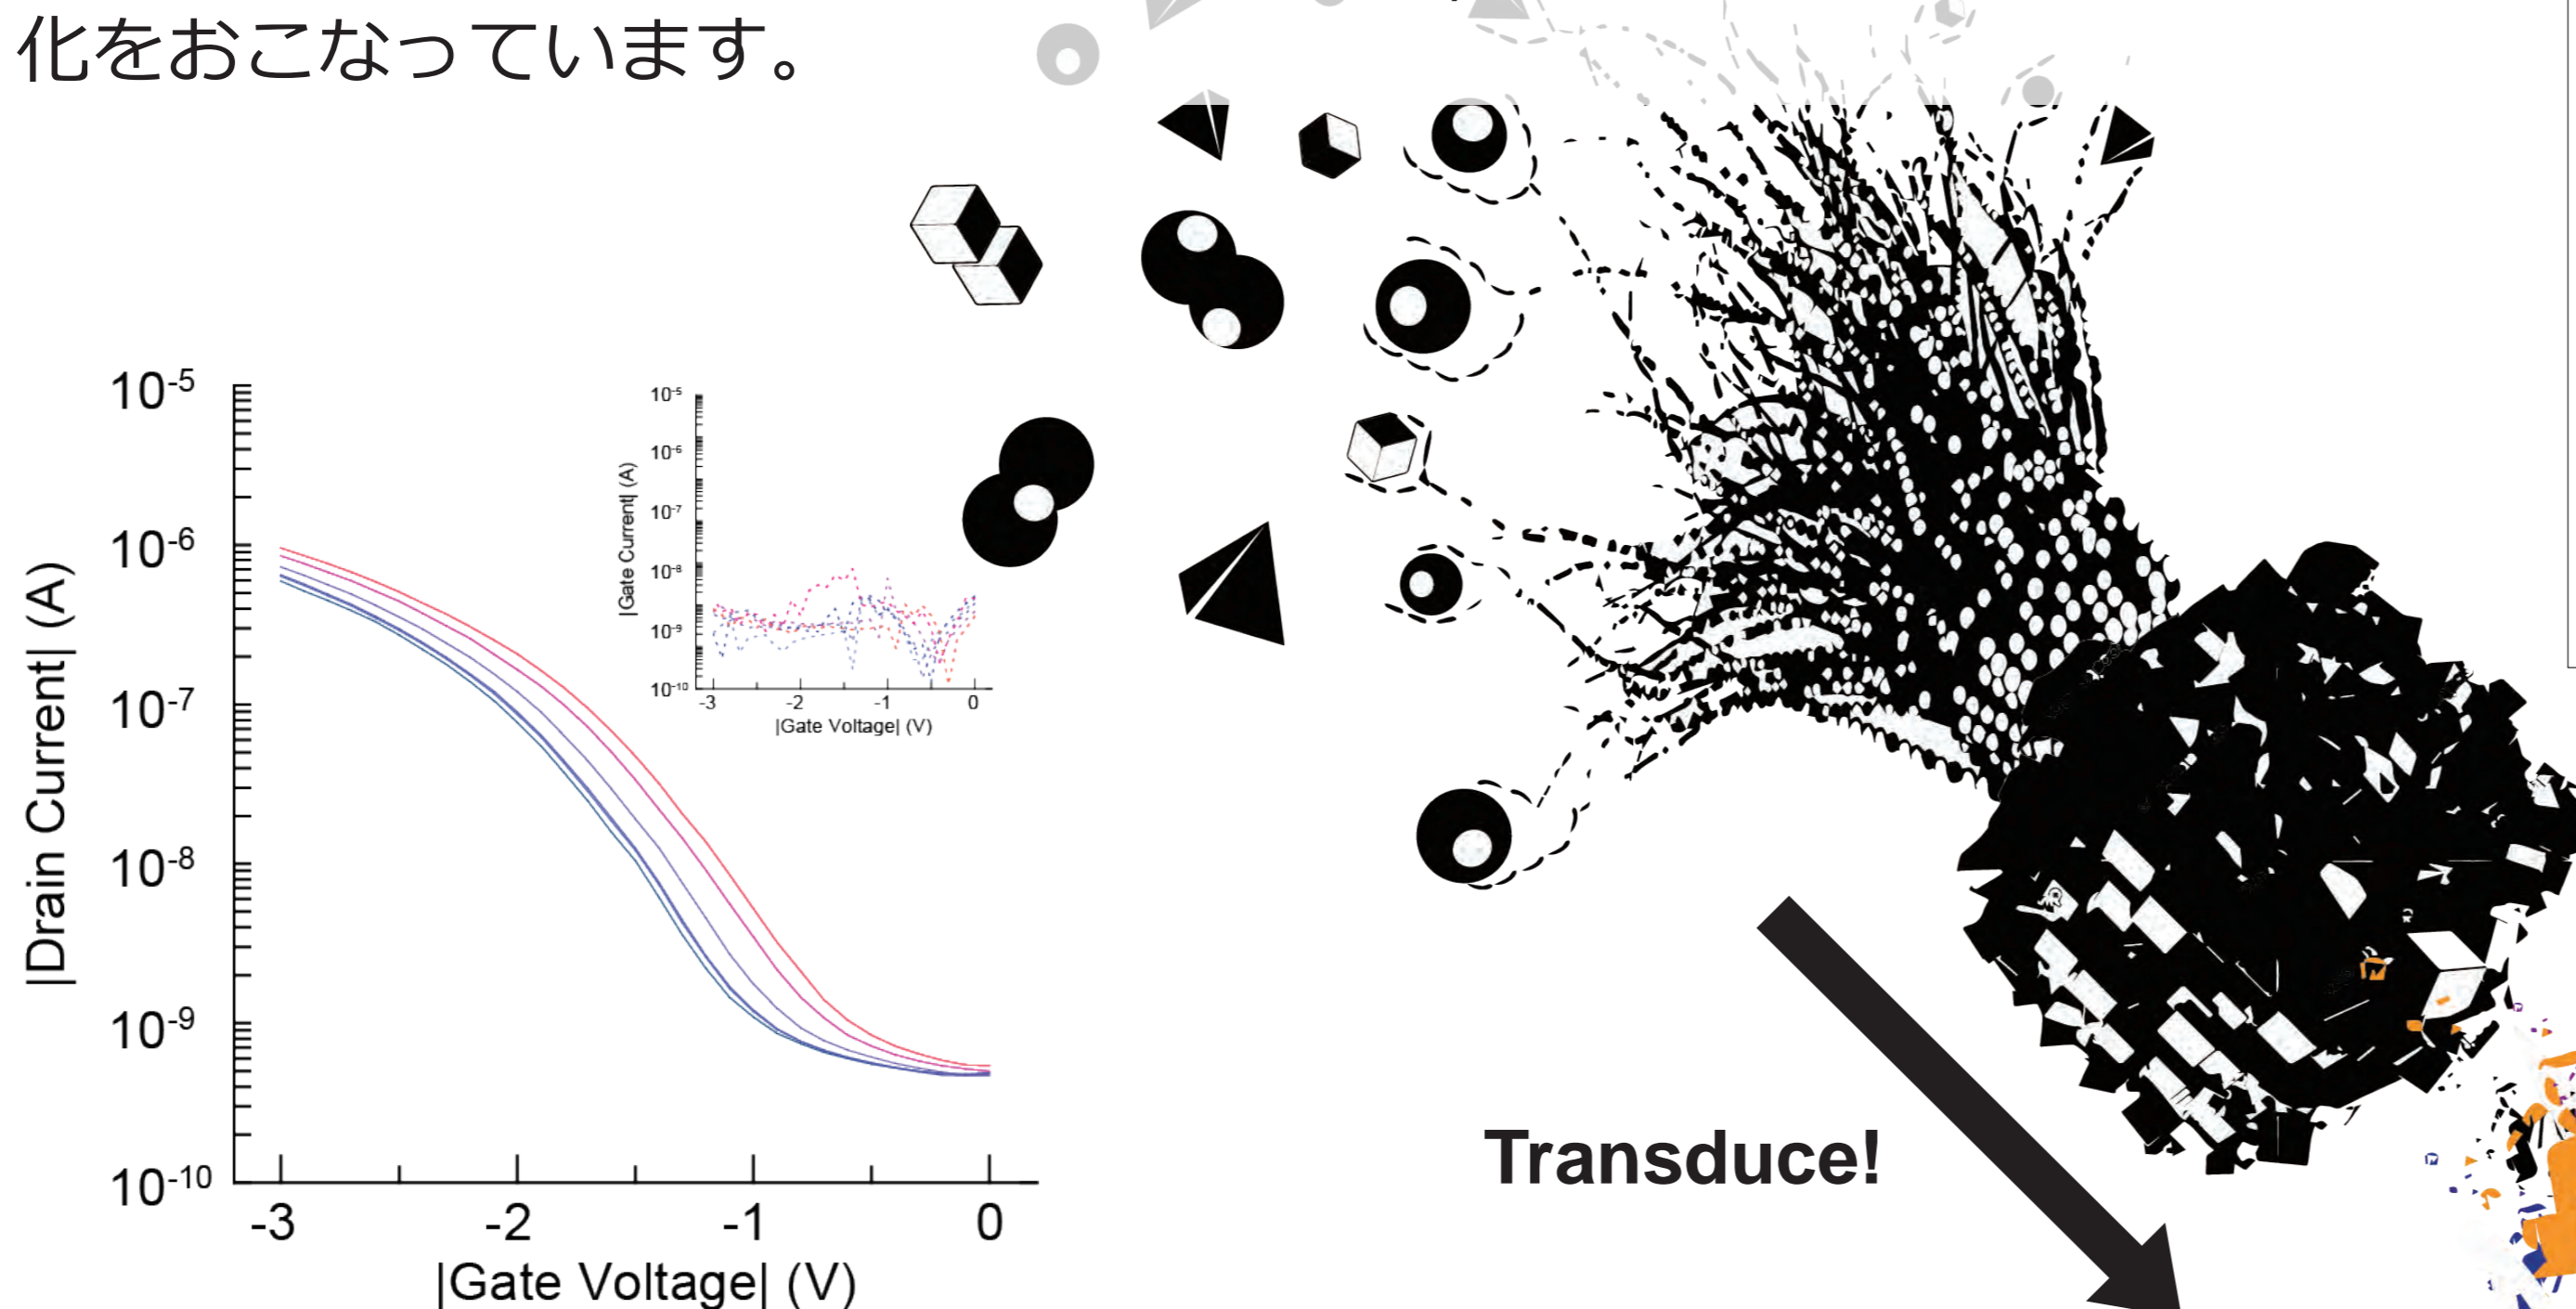 化をおこなっています。
10-5
10-6
10-7
10-8
10-9
10-10
|Drain Current| (A)
-3 -2 -1 0
|Gate Voltage| (V)
10-5
10-6
10-7
10-8
10-9
10-10
|Gate Current| (A)
-3 -2 -1 0
|Gate Voltage| (V)
Transduce!